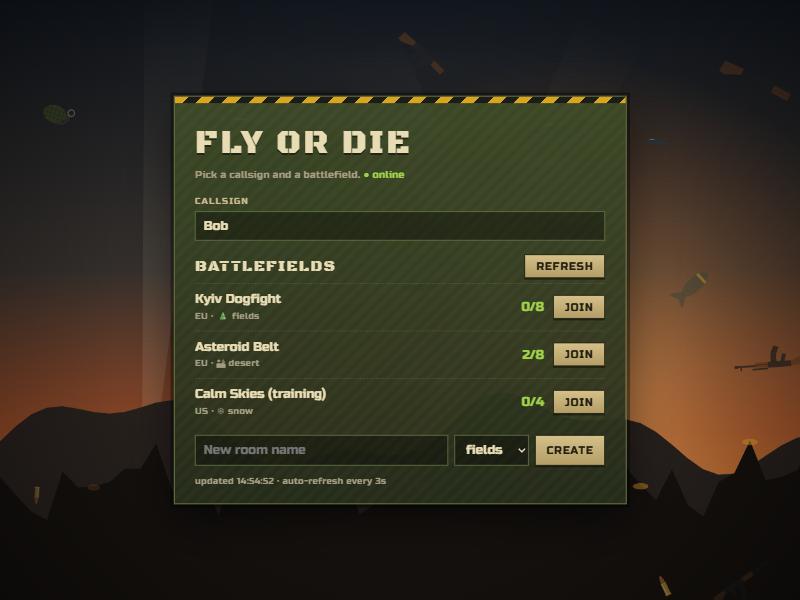 FLY OR DIE
Pick a callsign and a battlefield. • online
CALLSIGN
Bob
BATTLEFIELDS
REFRESH
Kyiv Dogfight
EU · fields
0/8
JOIN
Asteroid Belt
EU · desert
2/8
JOIN
Calm Skies (training)
US · snow
0/4
JOIN
New room name
fields
CREATE
updated 14:54:52 · auto-refresh every 3s